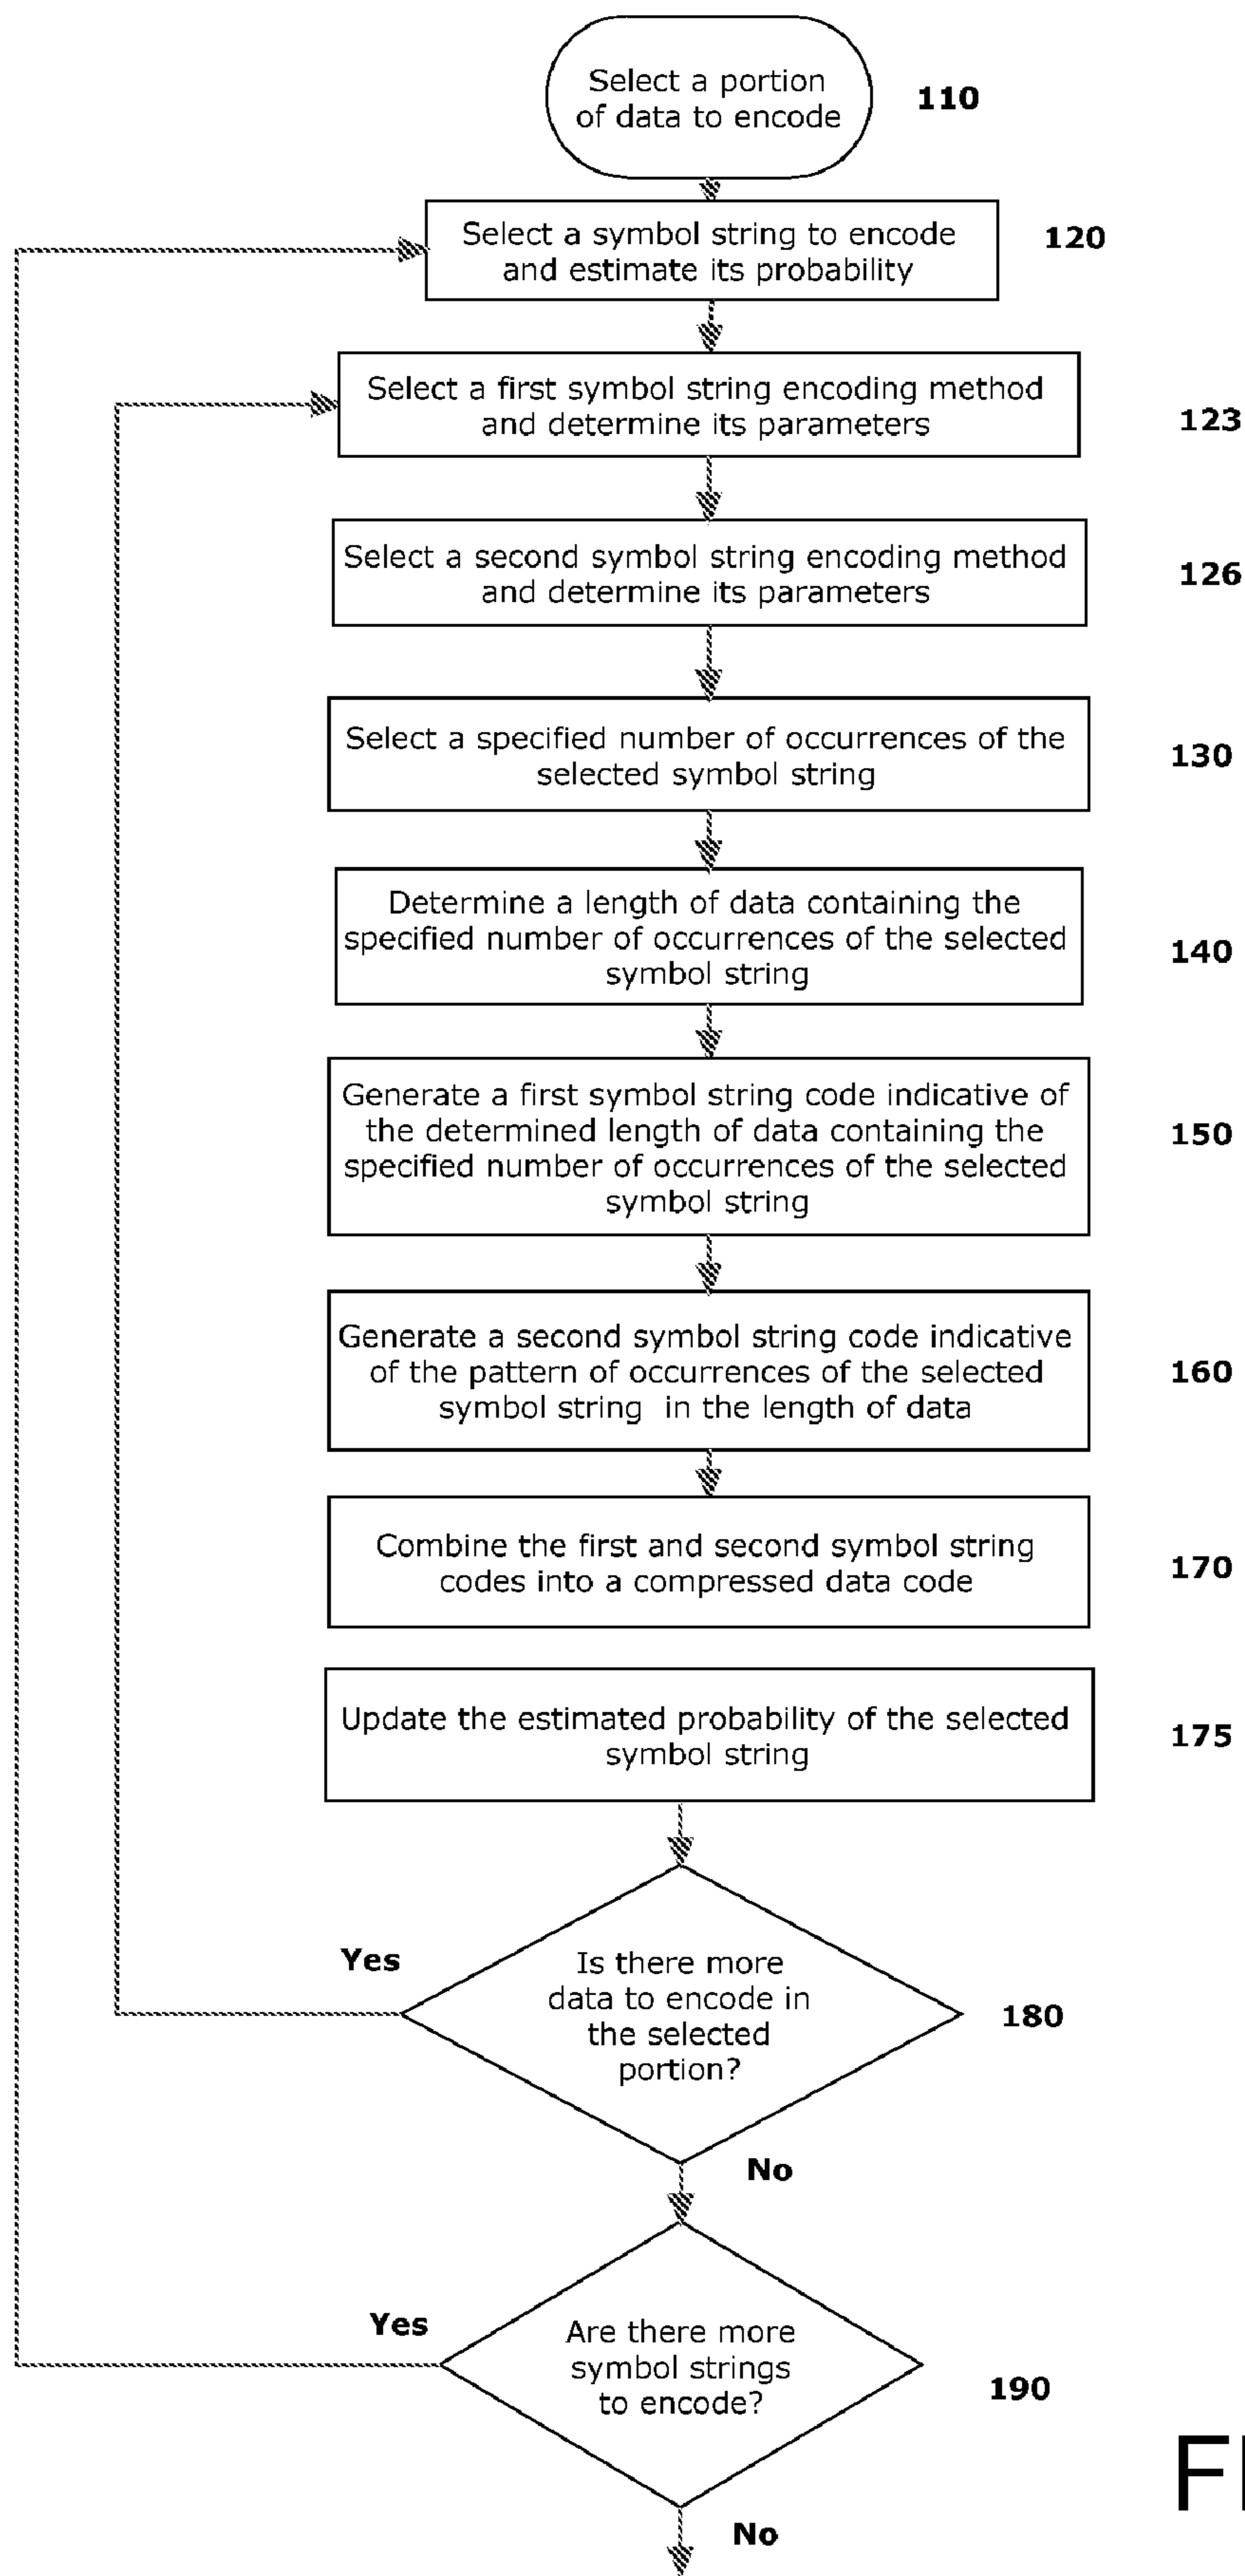 Select a portion
of data to encode
110
Select a symbol string to encode
and estimate its probability
120
Select a first symbol string encoding method
and determine its parameters
123
Select a second symbol string encoding method
and determine its parameters
126
Select a specified number of occurrences of the
selected symbol string
130
Determine a length of data containing the
specified number of occurrences of the selected
symbol string
140
Generate a first symbol string code indicative of
the determined length of data containing the
specified number of occurrences of the selected
symbol string
150
Generate a second symbol string code indicative
of the pattern of occurrences of the selected
symbol string in the length of data
160
Combine the first and second symbol string
codes into a compressed data code
170
Update the estimated probability of the selected
symbol string
175
Yes
Is there more
data to encode in
the selected
portion?
180
No
Yes
Are there more
symbol strings
to encode?
190
No